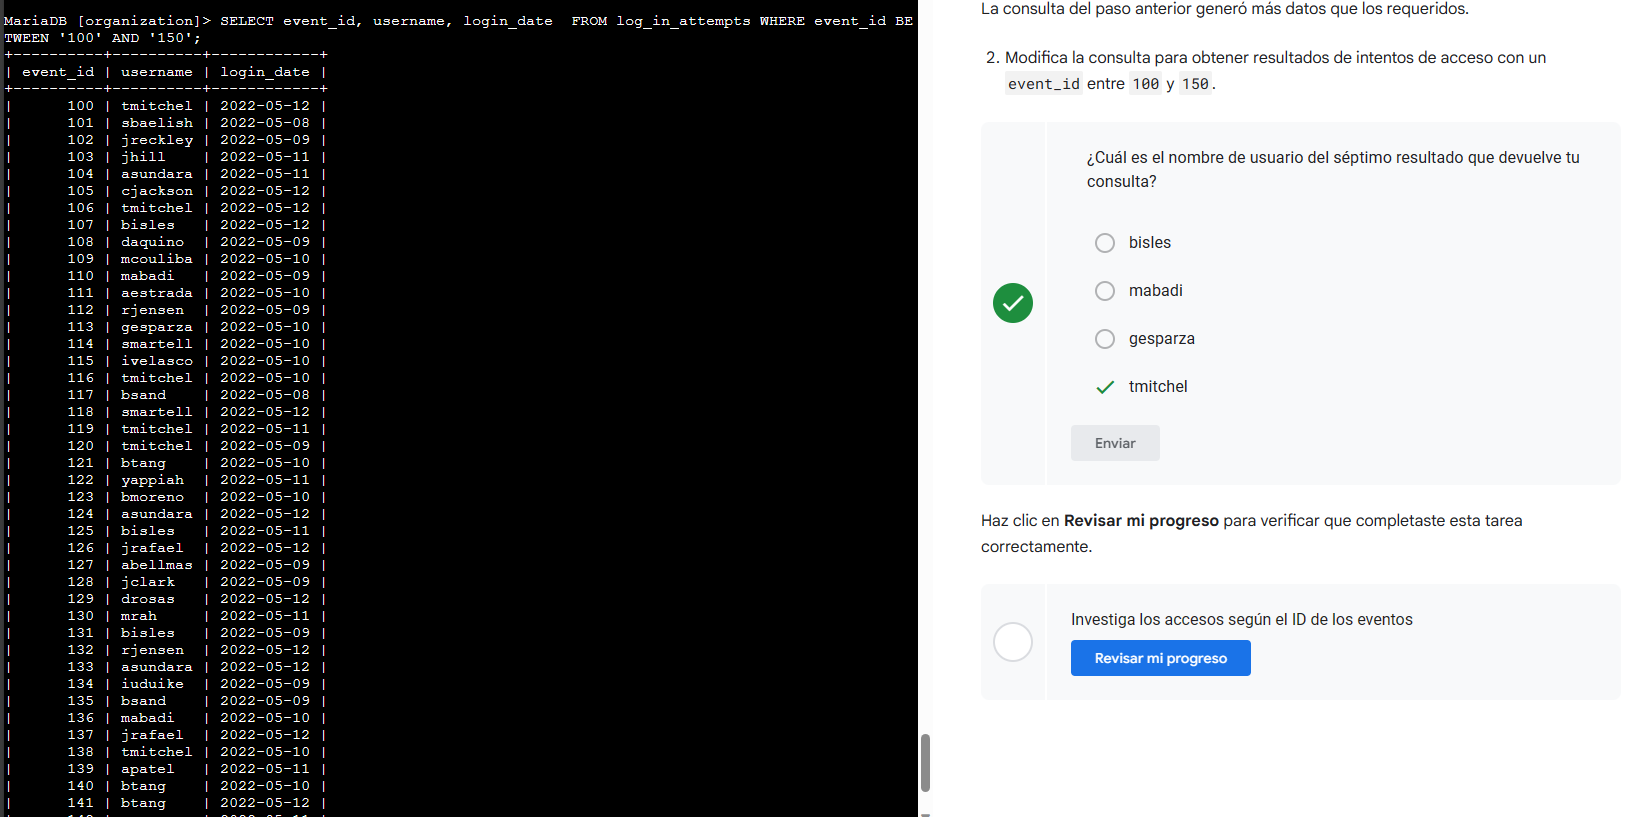 MariaDB [organization]> SELECT event_id, username, login_date  FROM log_in_attempts WHERE event_id BE
TWEEN '100' AND '150';
+----------+----------+------------+
| event_id | username | login_date |
+----------+----------+------------+
|      100 | tmitchel | 2022-05-12 |
|      101 | sbaelish | 2022-05-08 |
|      102 | jreckley | 2022-05-09 |
|      103 | jhill    | 2022-05-11 |
|      104 | asundara | 2022-05-11 |
|      105 | cjackson | 2022-05-12 |
|      106 | tmitchel | 2022-05-12 |
|      107 | bisles   | 2022-05-12 |
|      108 | daquino  | 2022-05-09 |
|      109 | mcouliba | 2022-05-10 |
|      110 | mabadi   | 2022-05-09 |
|      111 | aestrada | 2022-05-10 |
|      112 | rjensen  | 2022-05-09 |
|      113 | gesparza | 2022-05-10 |
|      114 | smartell | 2022-05-10 |
|      115 | ivelasco | 2022-05-10 |
|      116 | tmitchel | 2022-05-10 |
|      117 | bsand    | 2022-05-08 |
|      118 | smartell | 2022-05-12 |
|      119 | tmitchel | 2022-05-11 |
|      120 | tmitchel | 2022-05-09 |
|      121 | btang    | 2022-05-10 |
|      122 | yappiah  | 2022-05-11 |
|      123 | bmoreno  | 2022-05-10 |
|      124 | asundara | 2022-05-12 |
|      125 | bisles   | 2022-05-11 |
|      126 | jrafael  | 2022-05-12 |
|      127 | abellmas | 2022-05-09 |
|      128 | jclark   | 2022-05-09 |
|      129 | drosas   | 2022-05-12 |
|      130 | mrah     | 2022-05-11 |
|      131 | bisles   | 2022-05-09 |
|      132 | rjensen  | 2022-05-12 |
|      133 | asundara | 2022-05-12 |
|      134 | iuduike  | 2022-05-09 |
|      135 | bsand    | 2022-05-09 |
|      136 | mabadi   | 2022-05-10 |
|      137 | jrafael  | 2022-05-12 |
|      138 | tmitchel | 2022-05-10 |
|      139 | apatel   | 2022-05-11 |
|      140 | btang    | 2022-05-10 |
|      141 | btang    | 2022-05-12 |
La consulta del paso anterior generó más datos que los requeridos.
2. Modifica la consulta para obtener resultados de intentos de acceso con un
event_id entre 100 y 150.
¿Cuál es el nombre de usuario del séptimo resultado que devuelve tu
consulta?
bisles
mabadi
gesparza
tmitchel
Enviar
Haz clic en Revisar mi progreso para verificar que completaste esta tarea
correctamente.
Investiga los accesos según el ID de los eventos
Revisar mi progreso